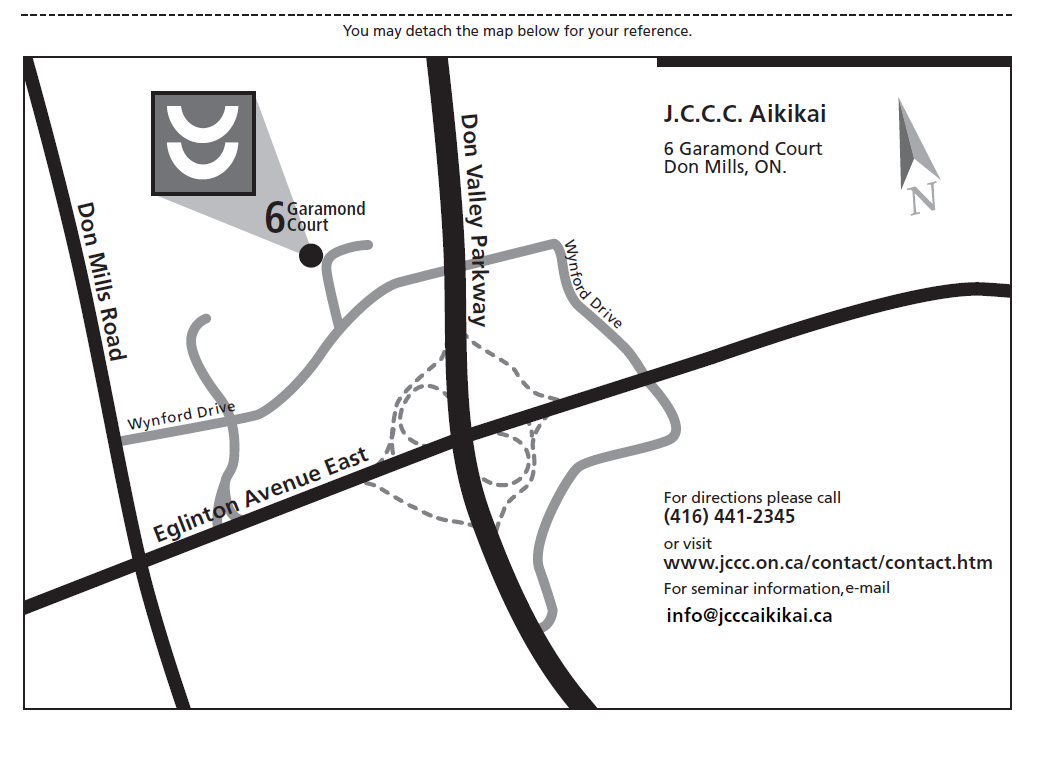 You may detach the map below for your reference.
J.C.C.C. Aikikai
6 Garamond Court
Don Mills, ON.
N
6 Garamond
Court
Don Valley Parkway
Don Mills Road
Wynford Drive
Wynford Drive
Eglinton Avenue East
For directions please call
(416) 441-2345
or visit
www.jccc.on.ca/contact/contact.htm
For seminar information,e-mail
info@jcccaikikai.ca